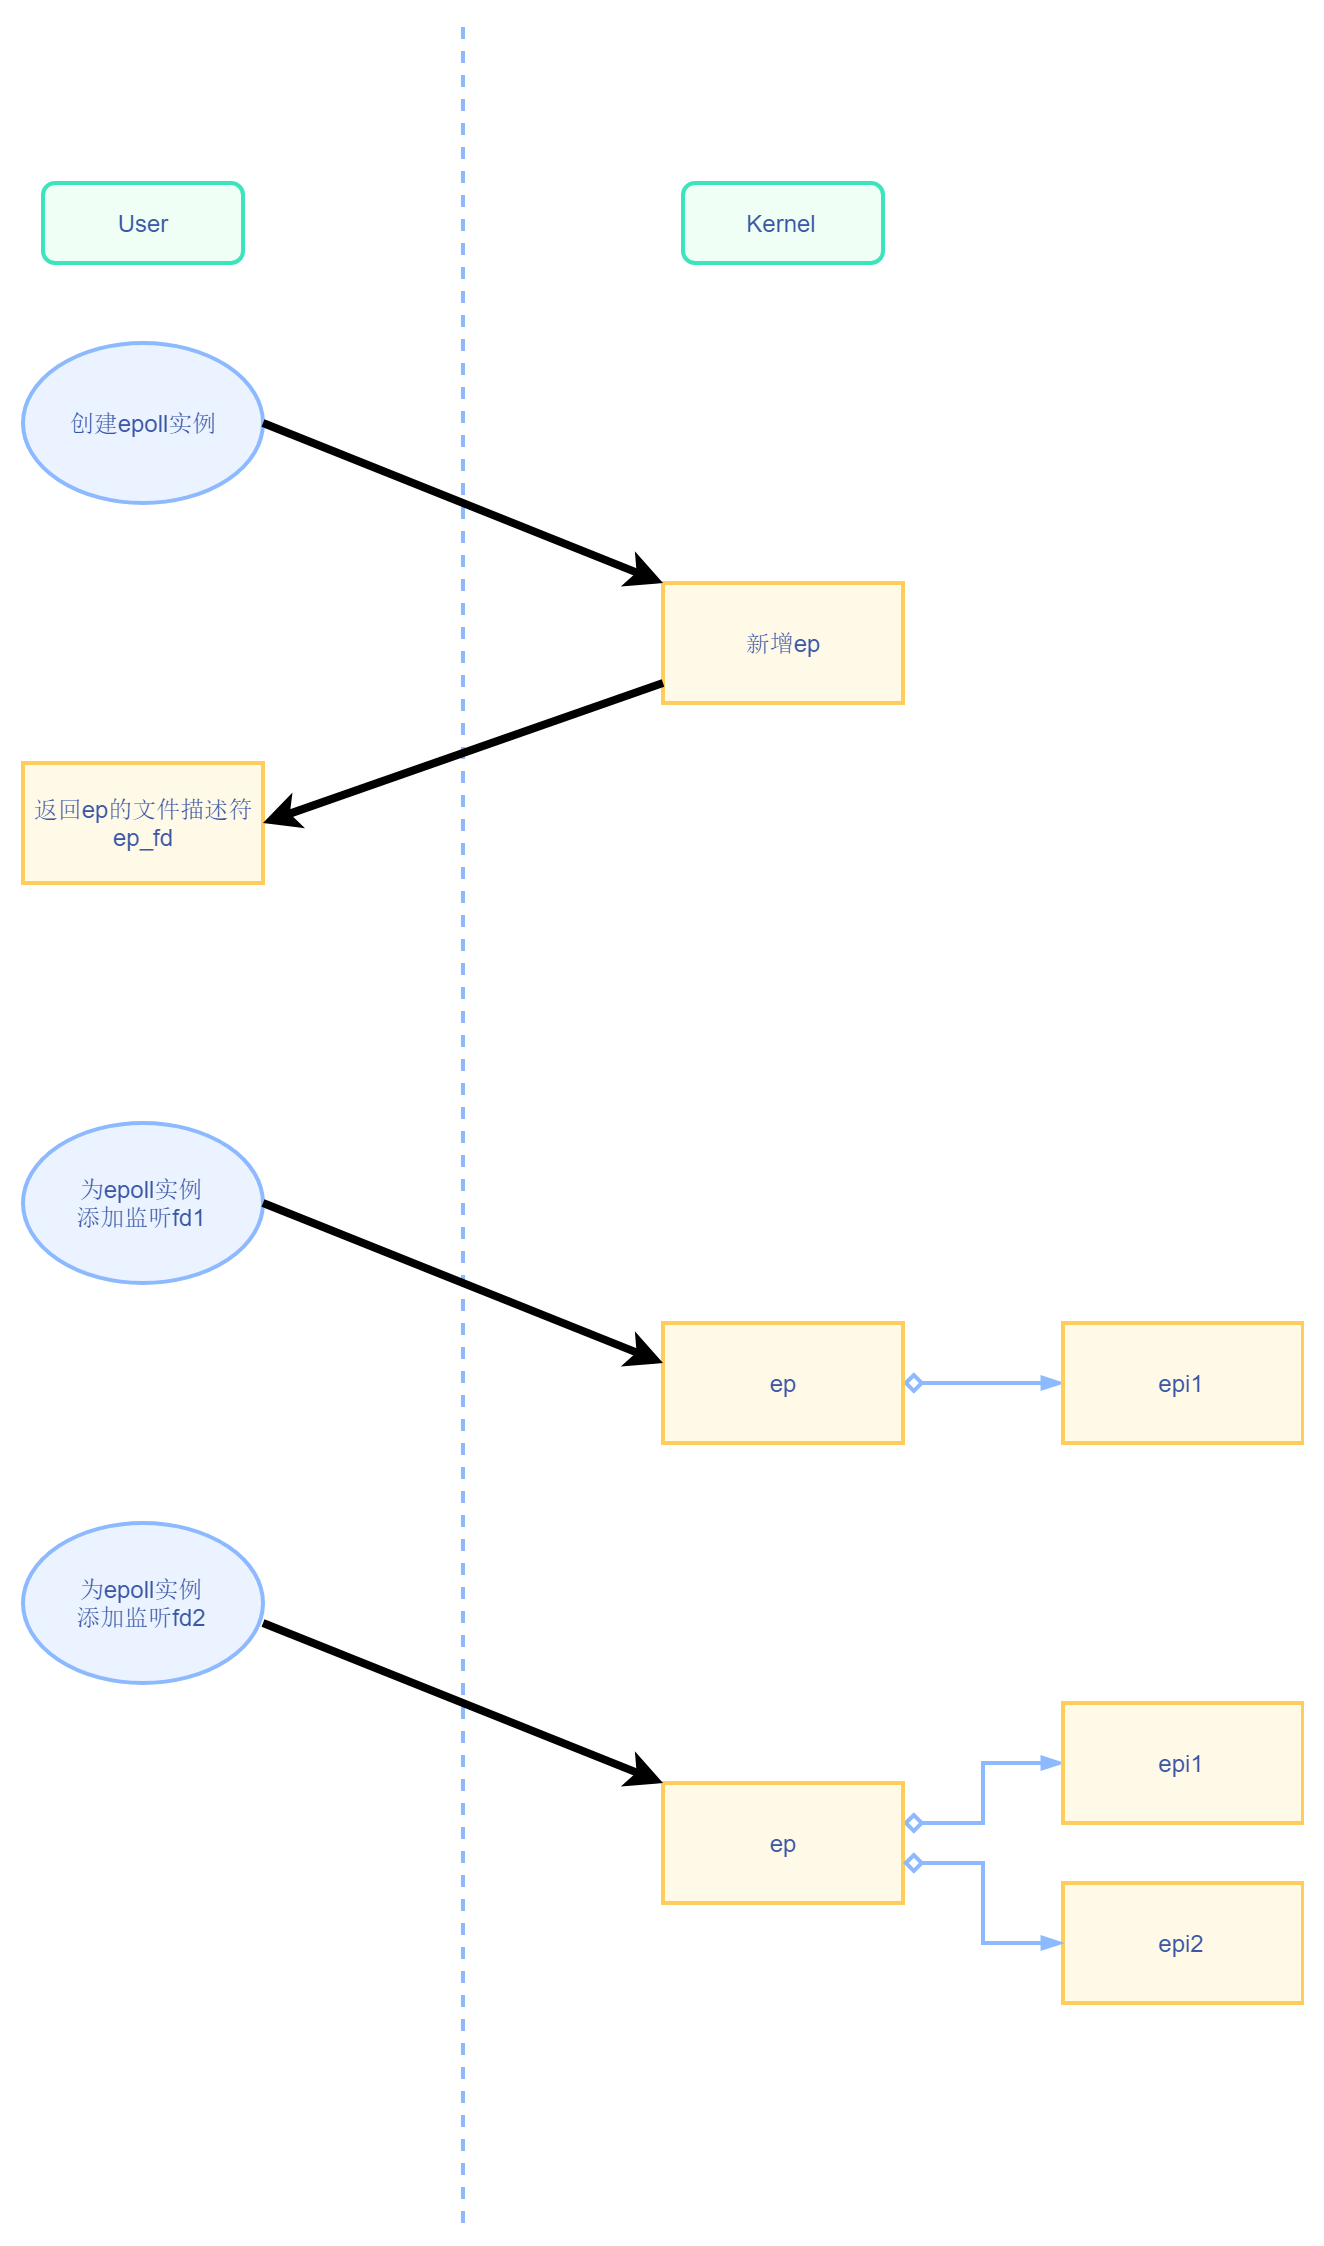 User
Kernel
创建epoll实例
新增ep
返回ep的文件描述符
ep_fd
为epoll实例
添加监听fd1
ep
epi1
为epoll实例
添加监听fd2
epi1
ep
epi2